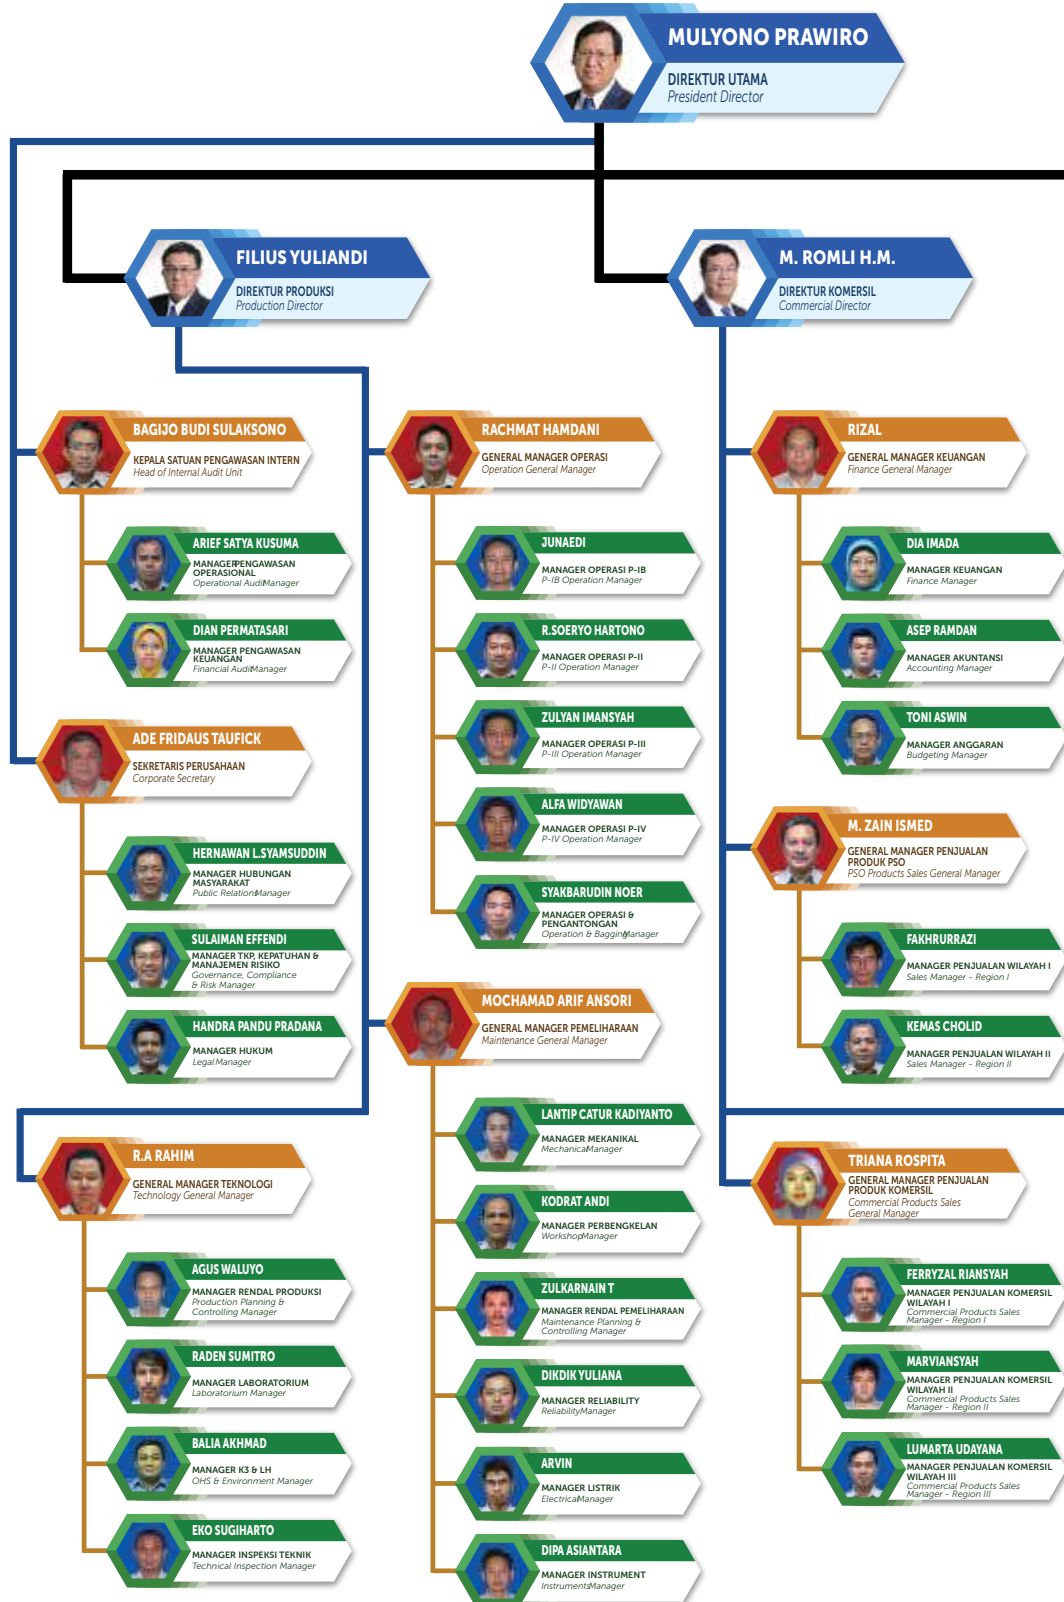 MULYONO PRAWIRO
DIREKTUR UTAMA
President Director
FILIUS YULIANDI
DIREKTUR PRODUKSI
Production Director
M. ROMLI H.M.
DIREKTUR KOMERSIL
Commercial Director
BAGIJO BUDI SULAKSONO
KEPALA SATUAN PENGAWASAN INTERN
Head of Internal Audit Unit
ARIEF SATYA KUSUMA
MANAGER PENGAWASAN
OPERASIONAL
Operational Audit Manager
DIAN PERMATASARI
MANAGER PENGAWASAN
KEUANGAN
Financial Audit Manager
ADE FRIDAUS TAUFICK
SEKRETARIS PERUSAHAAN
Corporate Secretary
HERNAWAN L.SYAMSUDDIN
MANAGER HUBUNGAN
MASYARAKAT
Public Relations Manager
SULAIMAN EFFENDI
MANAGER TKP, KEPATUHAN &
MANAJEMEN RISIKO
Governance, Compliance
& Risk Manager
HANDRA PANDU PRADANA
MANAGER HUKUM
Legal Manager
R.A RAHIM
GENERAL MANAGER TEKNOLOGI
Technology General Manager
AGUS WALUYO
MANAGER RENDAL PRODUKSI
Production Planning &
Controlling Manager
RADEN SUMITRO
MANAGER LABORATORIUM
Laboratorium Manager
BALIA AKHMAD
MANAGER K3 & LH
OHS & Environment Manager
EKO SUGIHARTO
MANAGER INSPEKSI TEKNIK
Technical Inspection Manager
RACHMAT HAMDANI
GENERAL MANAGER OPERASI
Operation General Manager
JUNAEDI
MANAGER OPERASI P-IB
P-IB Operation Manager
R.SOERYO HARTONO
MANAGER OPERASI P-II
P-II Operation Manager
ZULYAN IMANSYAH
MANAGER OPERASI P-III
P-III Operation Manager
ALFA WIDYAWAN
MANAGER OPERASI P-IV
P-IV Operation Manager
SYAKBARUDIN NOER
MANAGER OPERASI &
PENGANTONGAN
Operation & Bagging Manager
MOCHAMAD ARIF ANSORI
GENERAL MANAGER PEMELIHARAAN
Maintenance General Manager
LANTIP CATUR KADIYANTO
MANAGER MEKANIKAL
Mechanical Manager
KODRAT ANDI
MANAGER PERBENGKELAN
Workshop Manager
ZULKARNAIN T
MANAGER RENDAL PEMELIHARAAN
Maintenance Planning &
Controlling Manager
DIKDIK YULIANA
MANAGER RELIABILITY
Reliability Manager
ARVIN
MANAGER LISTRIK
Electrical Manager
DIPA ASIANTARA
MANAGER INSTRUMENT
Instruments Manager
RIZAL
GENERAL MANAGER KEUANGAN
Finance General Manager
DIA IMADA
MANAGER KEUANGAN
Finance Manager
ASEP RAMDAN
MANAGER AKUNTANSI
Accounting Manager
TONI ASWIN
MANAGER ANGGARAN
Budgeting Manager
M. ZAIN ISMED
GENERAL MANAGER PENJUALAN
PRODUK PSO
PSO Products Sales General Manager
FAKHRURRAZI
MANAGER PENJUALAN WILAYAH I
Sales Manager - Region I
KEMAS CHOLID
MANAGER PENJUALAN WILAYAH II
Sales Manager - Region II
TRIANA ROSPITA
GENERAL MANAGER PENJUALAN
PRODUK KOMERSIL
Commercial Products Sales
General Manager
FERRYZAL RIANSYAH
MANAGER PENJUALAN KOMERSIL
WILAYAH I
Commercial Products Sales
Manager - Region I
MARVIANSYAH
MANAGER PENJUALAN KOMERSIL
WILAYAH II
Commercial Products Sales
Manager - Region II
LUMARTA UDAYANA
MANAGER PENJUALAN KOMERSIL
WILAYAH III
Commercial Products Sales
Manager - Region III